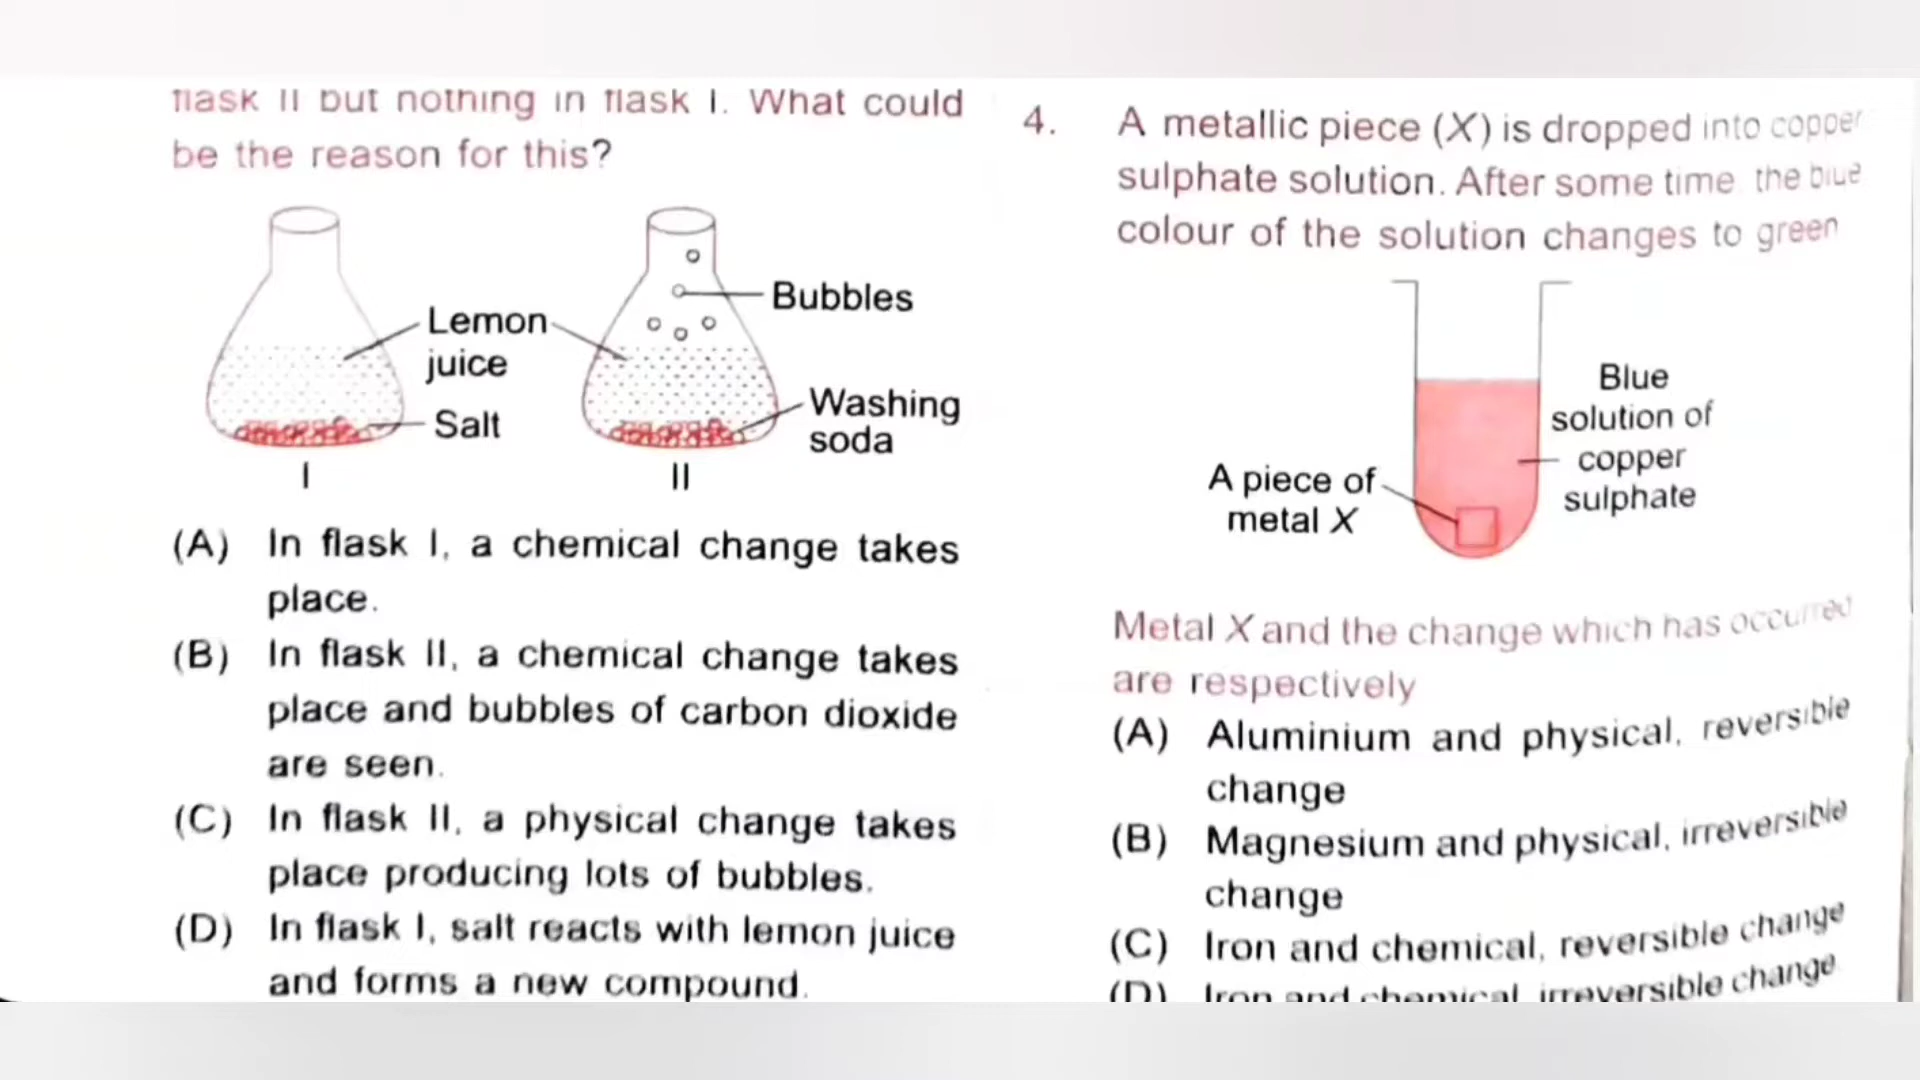 flask II but nothing in flask I. What could
be the reason for this?
Bubbles
Lemon
juice
Salt
Washing
soda
I
II
(A) In flask I, a chemical change takes
place.
(B) In flask II, a chemical change takes
place and bubbles of carbon dioxide
are seen.
(C) In flask II, a physical change takes
place producing lots of bubbles.
(D) In flask I, salt reacts with lemon juice
and forms a new compound.
4. A metallic piece (X) is dropped into copper
sulphate solution. After some time the blue
colour of the solution changes to green
Blue
solution of
copper
sulphate
A piece of
metal X
Metal X and the change which has occurred
are respectively
(A) Aluminium and physical, reversible
change
(B) Magnesium and physical, irreversible
change
(C) Iron and chemical, reversible change
(D) Iron and chemical, irreversible change